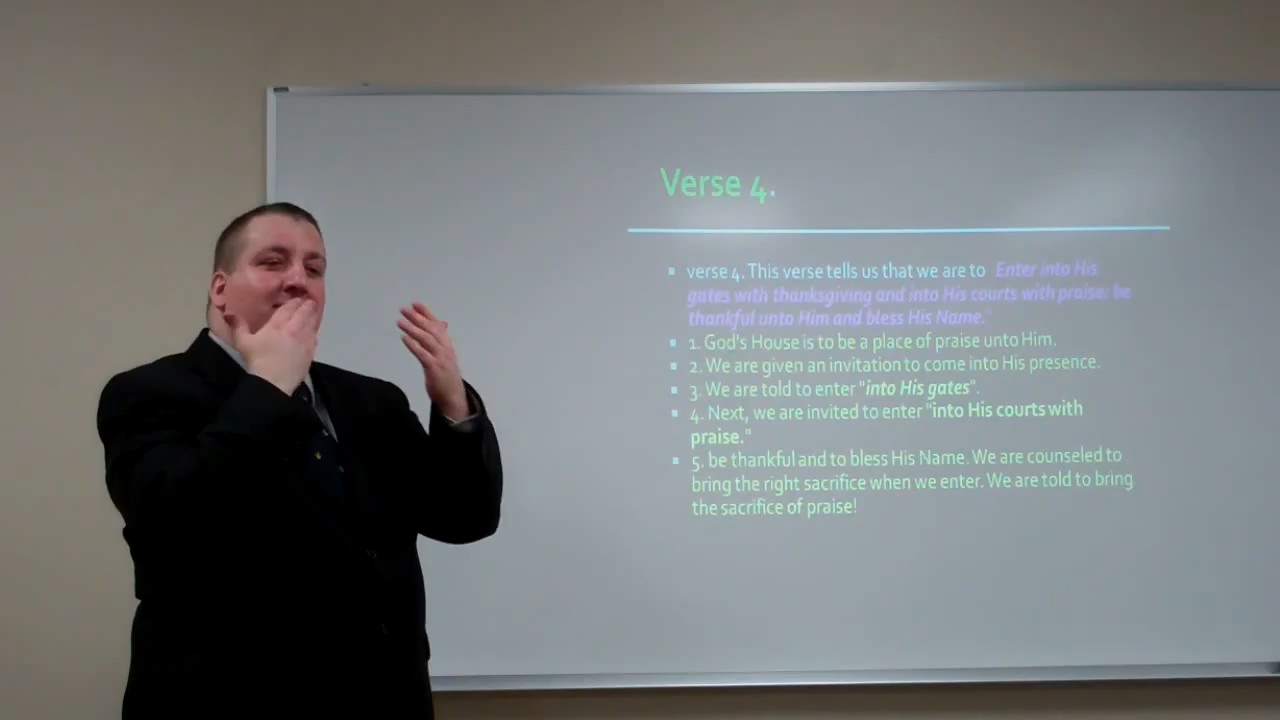 Verse 4.
▪ verse 4. This verse tells us that we are to Enter into His
gates with thanksgiving and into His courts with praise: be
thankful unto Him and bless His Name."
▪ 1. God's House is to be a place of praise unto Him.
▪ 2. We are given an invitation to come into His presence.
▪ 3. We are told to enter "into His gates".
▪ 4. Next, we are invited to enter "into His courts with
praise."
▪ 5. be thankful and to bless His Name. We are counseled to
bring the right sacrifice when we enter. We are told to bring
the sacrifice of praise!